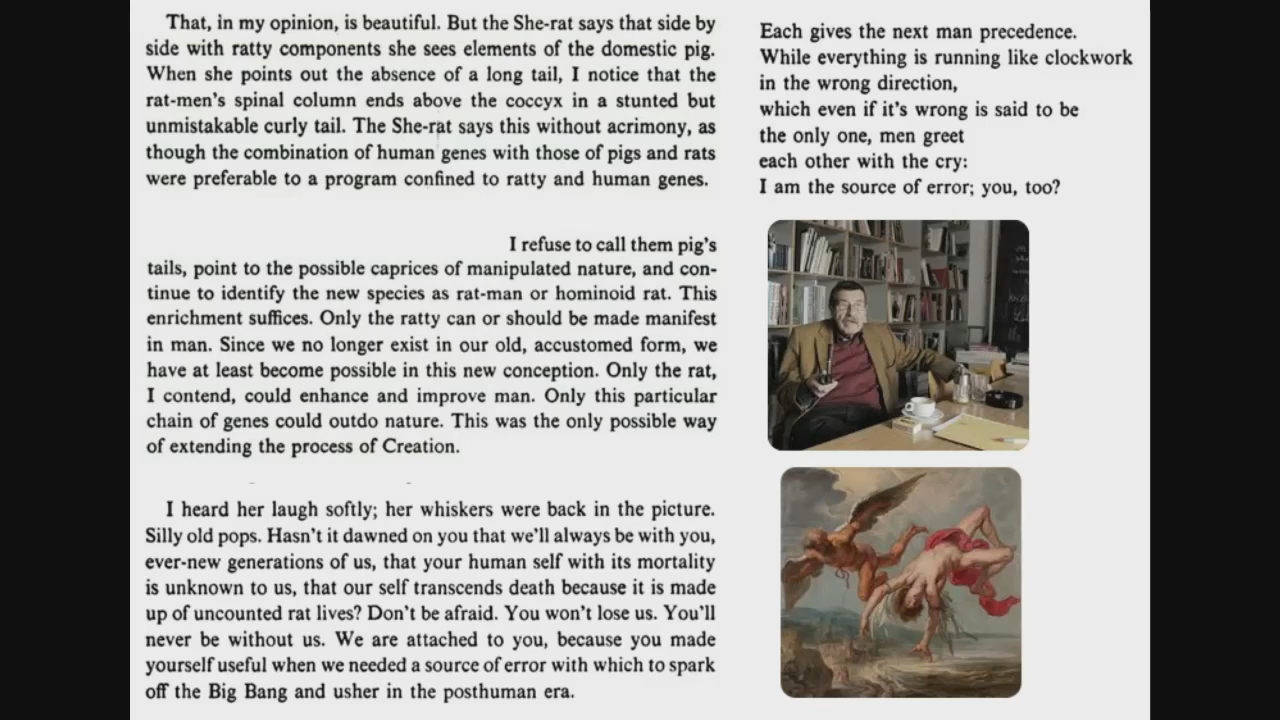 That, in my opinion, is beautiful. But the She-rat says that side by
side with ratty components she sees elements of the domestic pig.
When she points out the absence of a long tail, I notice that the
rat-men's spinal column ends above the coccyx in a stunted but
unmistakable curly tail. The She-rat says this without acrimony, as
though the combination of human genes with those of pigs and rats
were preferable to a program confined to ratty and human genes.
I refuse to call them pig's
tails, point to the possible caprices of manipulated nature, and con-
tinue to identify the new species as rat-man or hominoid rat. This
enrichment suffices. Only the ratty can or should be made manifest
in man. Since we no longer exist in our old, accustomed form, we
have at least become possible in this new conception. Only the rat,
I contend, could enhance and improve man. Only this particular
chain of genes could outdo nature. This was the only possible way
of extending the process of Creation.
I heard her laugh softly; her whiskers were back in the picture.
Silly old pops. Hasn't it dawned on you that we'll always be with you,
ever-new generations of us, that your human self with its mortality
is unknown to us, that our self transcends death because it is made
up of uncounted rat lives? Don't be afraid. You won't lose us. You'll
never be without us. We are attached to you, because you made
yourself useful when we needed a source of error with which to spark
off the Big Bang and usher in the posthuman era.
Each gives the next man precedence.
While everything is running like clockwork
in the wrong direction,
which even if it's wrong is said to be
the only one, men greet
each other with the cry:
I am the source of error; you, too?